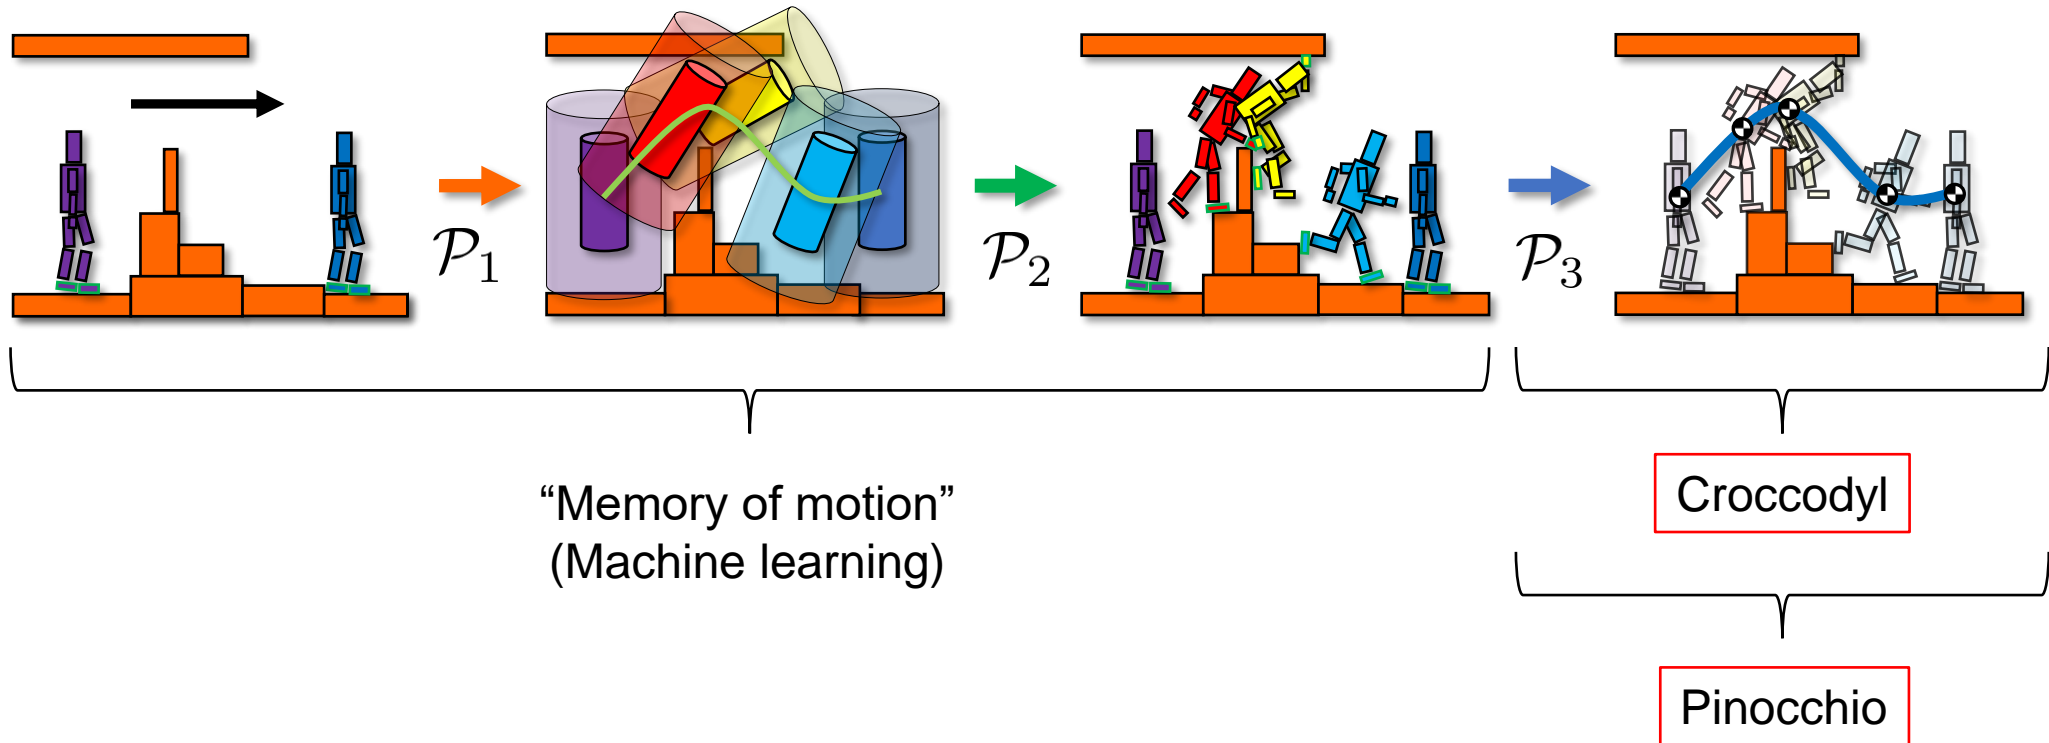 𝒫₁
𝒫₂
𝒫₃
“Memory of motion”
(Machine learning)
Croccodyl
Pinocchio